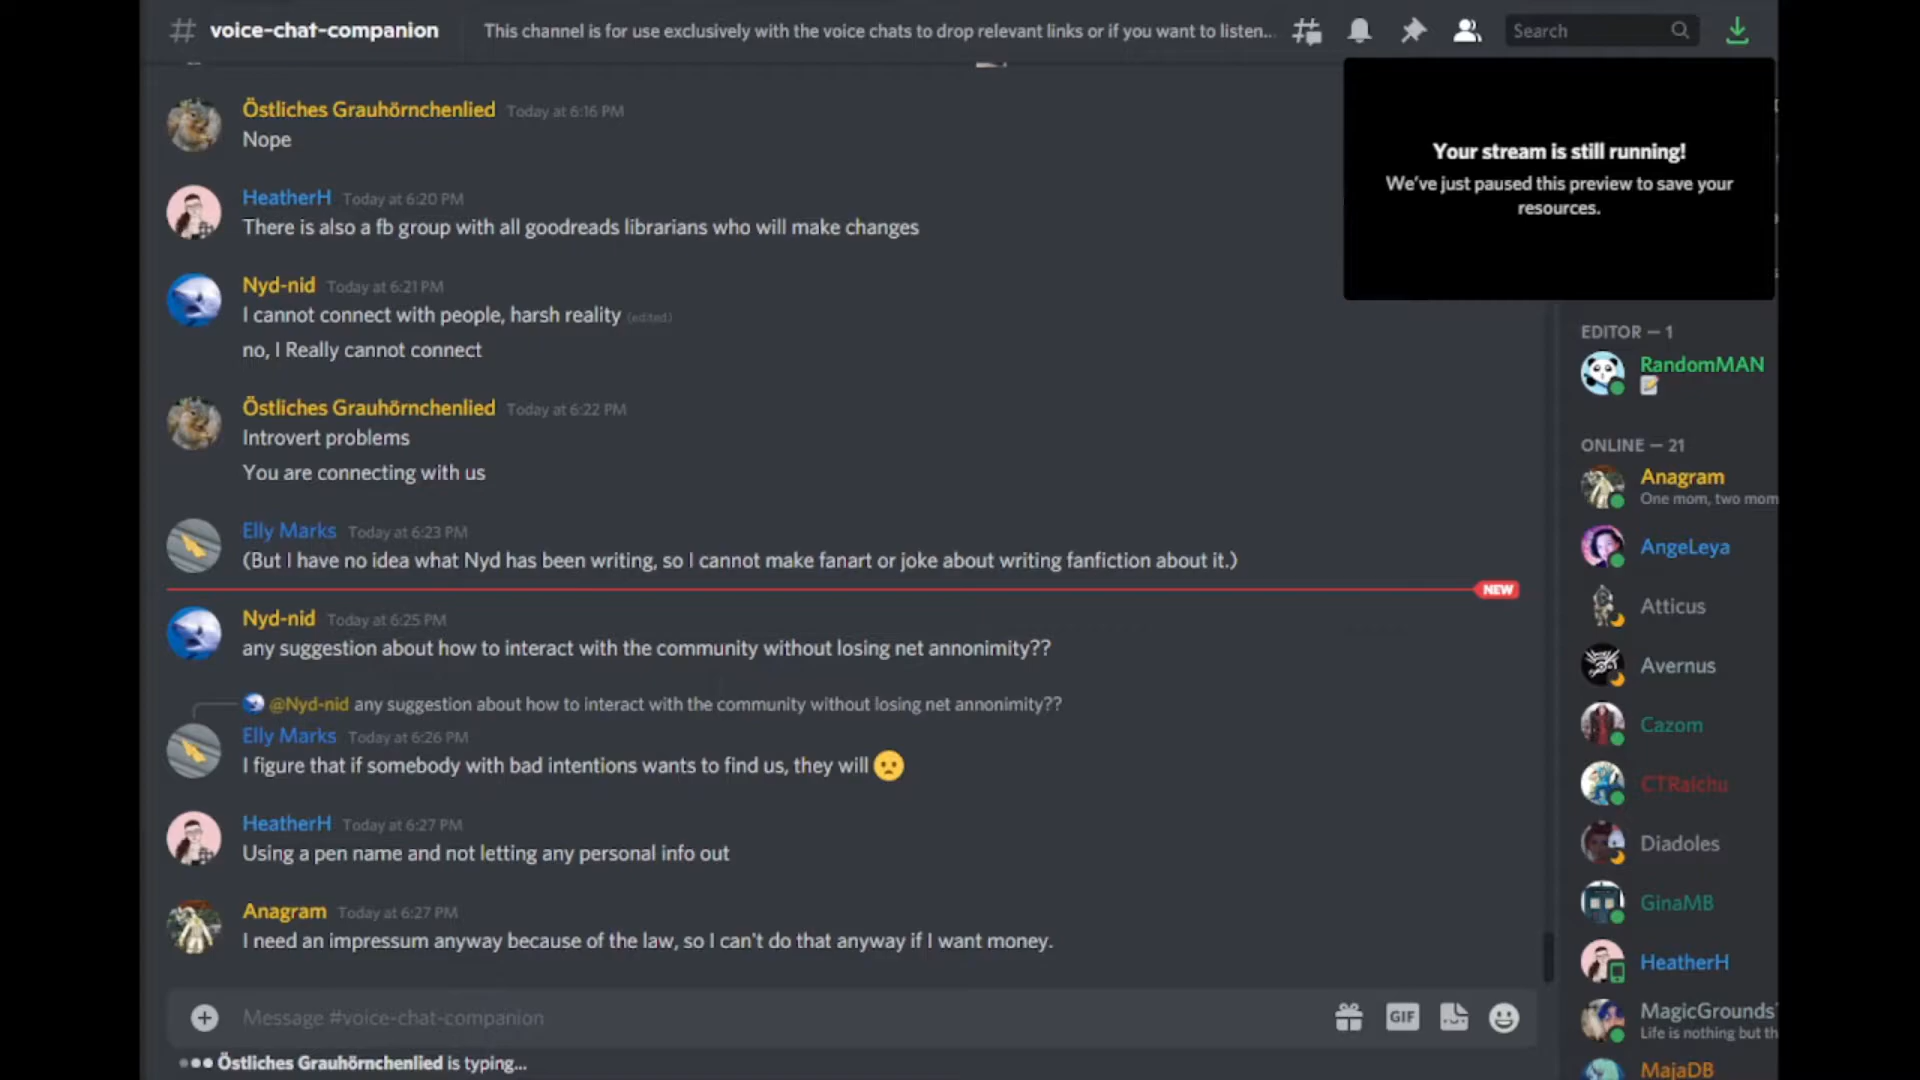 voice-chat-companion
This channel is for use exclusively with the voice chats to drop relevant links or if you want to listen...
Search
Östliches Grauhörnchenlied Today at 6:16 PM
Nope
HeatherH Today at 6:20 PM
There is also a fb group with all goodreads librarians who will make changes
Nyd-nid Today at 6:21 PM
I cannot connect with people, harsh reality (edited)
no, I Really cannot connect
Östliches Grauhörnchenlied Today at 6:22 PM
Introvert problems
You are connecting with us
Elly Marks Today at 6:23 PM
(But I have no idea what Nyd has been writing, so I cannot make fanart or joke about writing fanfiction about it.)
NEW
Nyd-nid Today at 6:25 PM
any suggestion about how to interact with the community without losing net annonimity??
@Nyd-nid any suggestion about how to interact with the community without losing net annonimity??
Elly Marks Today at 6:26 PM
I figure that if somebody with bad intentions wants to find us, they will
HeatherH Today at 6:27 PM
Using a pen name and not letting any personal info out
Anagram Today at 6:27 PM
I need an impressum anyway because of the law, so I can't do that anyway if I want money.
Message #voice-chat-companion
GIF
Östliches Grauhörnchenlied is typing...
Your stream is still running!
We've just paused this preview to save your
resources.
EDITOR — 1
RandomMAN
ONLINE — 21
Anagram
One mom, two mom
AngeLeya
Atticus
Avernus
Cazom
CTRaichu
Diadoles
GinaMB
HeatherH
MagicGrounds
Life is nothing but th
MajaDB